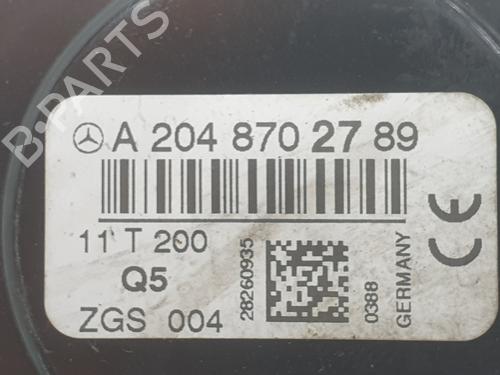 A 204 870 27 89
11 T 200
Q5
ZGS 004
28260935
0388
GERMANY
CE
B-PARTS